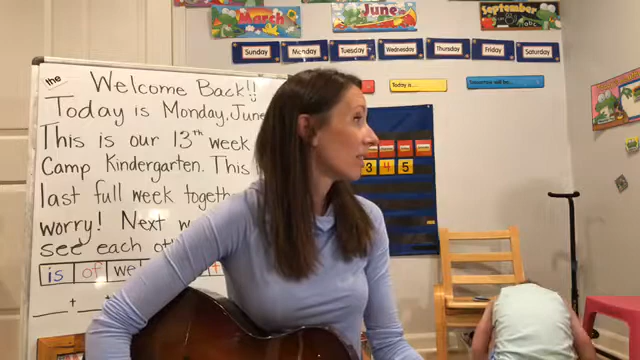 March
June
September
Sunday Monday Tuesday Wednesday Thursday Friday Saturday
Today is...
Tomorrow will be...
the
Welcome Back!!
Today is Monday, June
This is our 13th week
Camp Kindergarten. This
last full week togeth
worry! Next w
see each ot
is of we
+
3 4 5